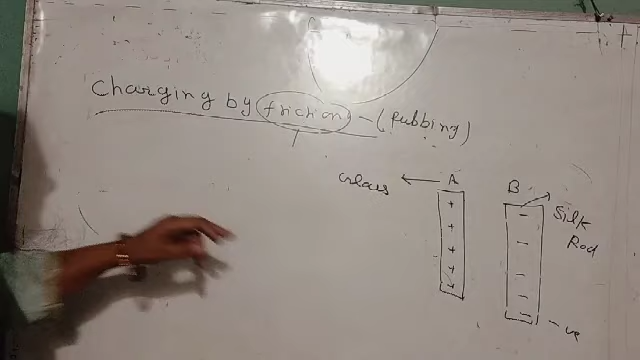 Charging by friction - (Rubbing)
Glass ← A
B
Silk
Rod
+
+
+
+
+
-
-
-
-
-
- ve